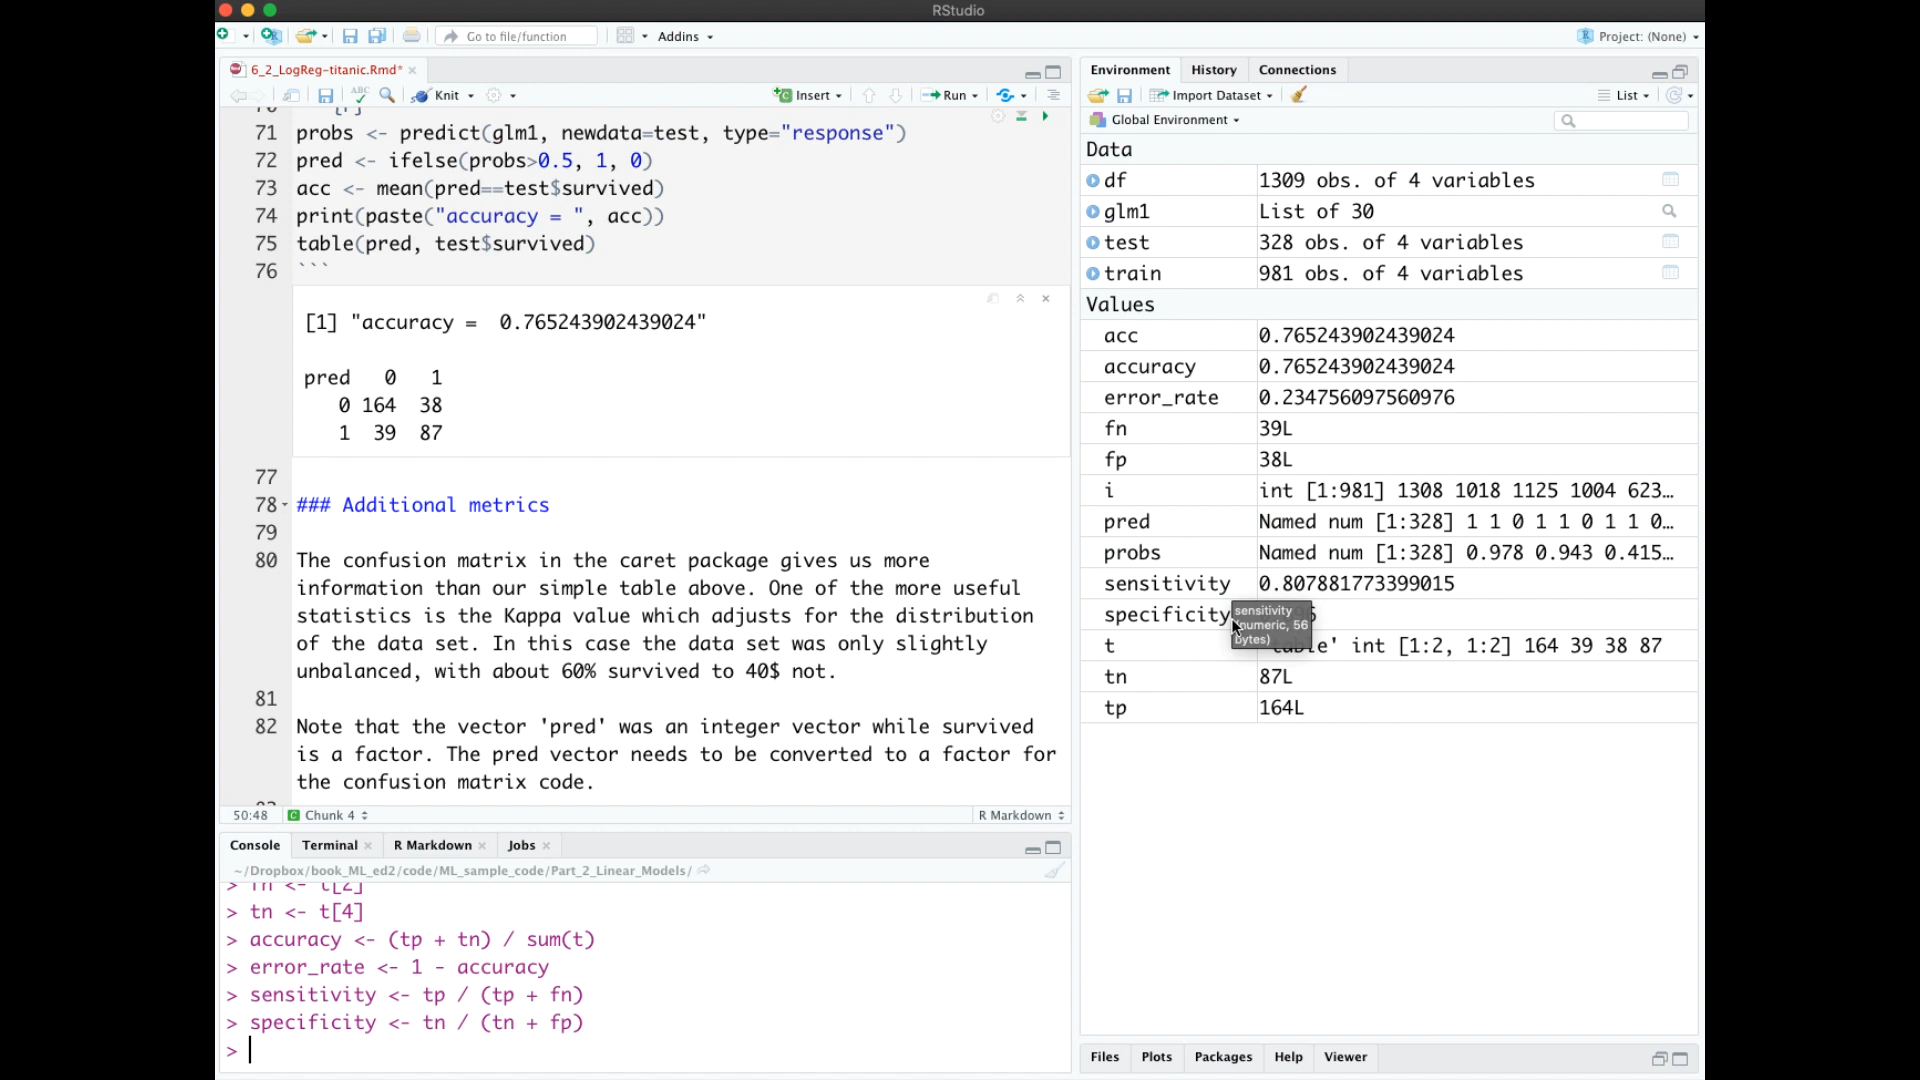 RStudio
Go to file/function
Addins
Project: (None)
6_2_LogReg-titanic.Rmd*
Knit
Insert
Run
71 probs <- predict(glm1, newdata=test, type="response")
72 pred <- ifelse(probs>0.5, 1, 0)
73 acc <- mean(pred==test$survived)
74 print(paste("accuracy = ", acc))
75 table(pred, test$survived)
76 ```
[1] "accuracy =  0.765243902439024"
pred 0 1
0 164 38
1 39 87
77
78 ### Additional metrics
79
80 The confusion matrix in the caret package gives us more
information than our simple table above. One of the more useful
statistics is the Kappa value which adjusts for the distribution
of the data set. In this case the data set was only slightly
unbalanced, with about 60% survived to 40$ not.
81
82 Note that the vector 'pred' was an integer vector while survived
is a factor. The pred vector needs to be converted to a factor for
the confusion matrix code.
50:48 Chunk 4 R Markdown
Console Terminal R Markdown Jobs
~/Dropbox/book_ML_ed2/code/ML_sample_code/Part_2_Linear_Models/
> fn <- t[2]
> tn <- t[4]
> accuracy <- (tp + tn) / sum(t)
> error_rate <- 1 - accuracy
> sensitivity <- tp / (tp + fn)
> specificity <- tn / (tn + fp)
>
Environment History Connections
Import Dataset
List
Global Environment
Data
df 1309 obs. of 4 variables
glm1 List of 30
test 328 obs. of 4 variables
train 981 obs. of 4 variables
Values
acc 0.765243902439024
accuracy 0.765243902439024
error_rate 0.234756097560976
fn 39L
fp 38L
i int [1:981] 1308 1018 1125 1004 623…
pred Named num [1:328] 1 1 0 1 1 0 1 1 0…
probs Named num [1:328] 0.978 0.943 0.415…
sensitivity 0.807881773399015
specificity
sensitivity
(numeric, 56
bytes)
t 'table' int [1:2, 1:2] 164 39 38 87
tn 87L
tp 164L
Files Plots Packages Help Viewer